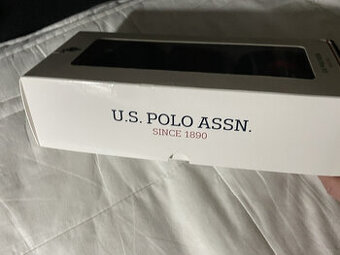 U.S. POLO ASSN.
SINCE 1890